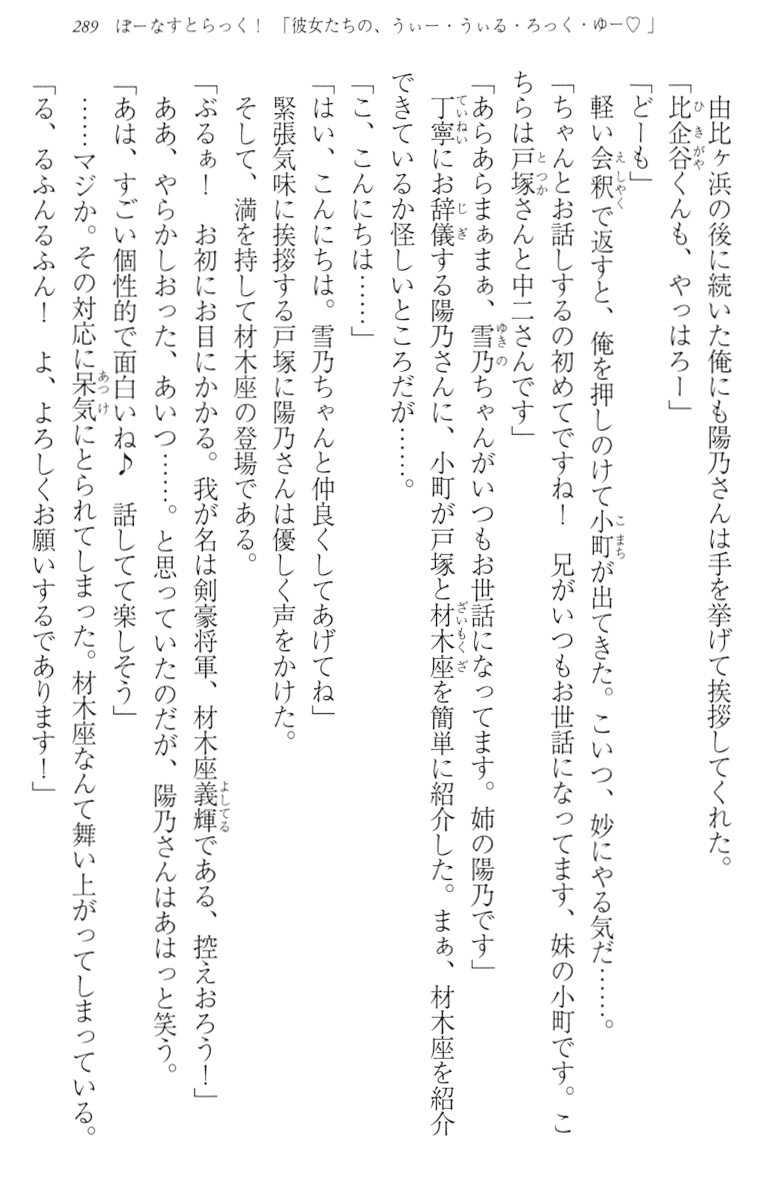 289 ぼーなすとらっく！ 「彼女たちの、うぃー・うぃる・ろっく・ゆー♡」
由比ヶ浜の後に続いた俺にも陽乃さんは手を挙げて挨拶してくれた。
「比企谷くんも、やっはろー」
「どーも」
軽い会釈で返すと、俺を押しのけて小町が出てきた。こいつ、妙にやる気だ……。
「ちゃんとお話しするの初めてですね！　兄がいつもお世話になってます、妹の小町です。こ
ちらは戸塚さんと中二さんです」
「あらあらまぁまぁ、雪乃ちゃんがいつもお世話になってます。姉の陽乃です」
丁寧にお辞儀する陽乃さんに、小町が戸塚と材木座を簡単に紹介した。まぁ、材木座を紹介
できているか怪しいところだが……。
「こ、こんにちは……」
「はい、こんにちは。雪乃ちゃんと仲良くしてあげてね」
緊張気味に挨拶する戸塚に陽乃さんは優しく声をかけた。
そして、満を持して材木座の登場である。
「ぶるぁ！　お初にお目にかかる。我が名は剣豪将軍、材木座義輝である、控えおろう！」
ああ、やらかしおった、あいつ……。と思っていたのだが、陽乃さんはあはっと笑う。
「あは、すごい個性的で面白いね♪　話してて楽しそう」
……マジか。その対応に呆気にとられてしまった。材木座なんて舞い上がってしまっている。
「る、るふんるふん！　よ、よろしくお願いするであります！」